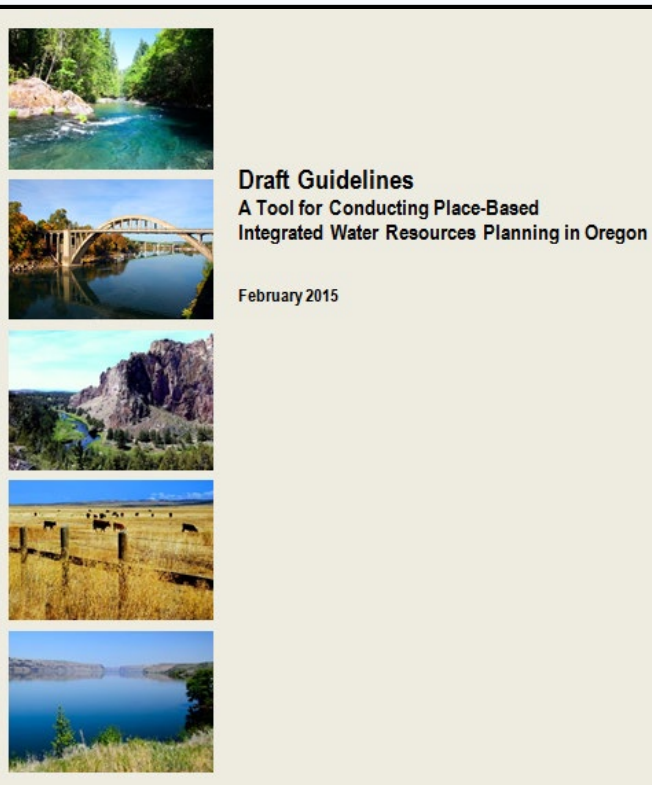 Draft Guidelines
A Tool for Conducting Place-Based
Integrated Water Resources Planning in Oregon
February 2015